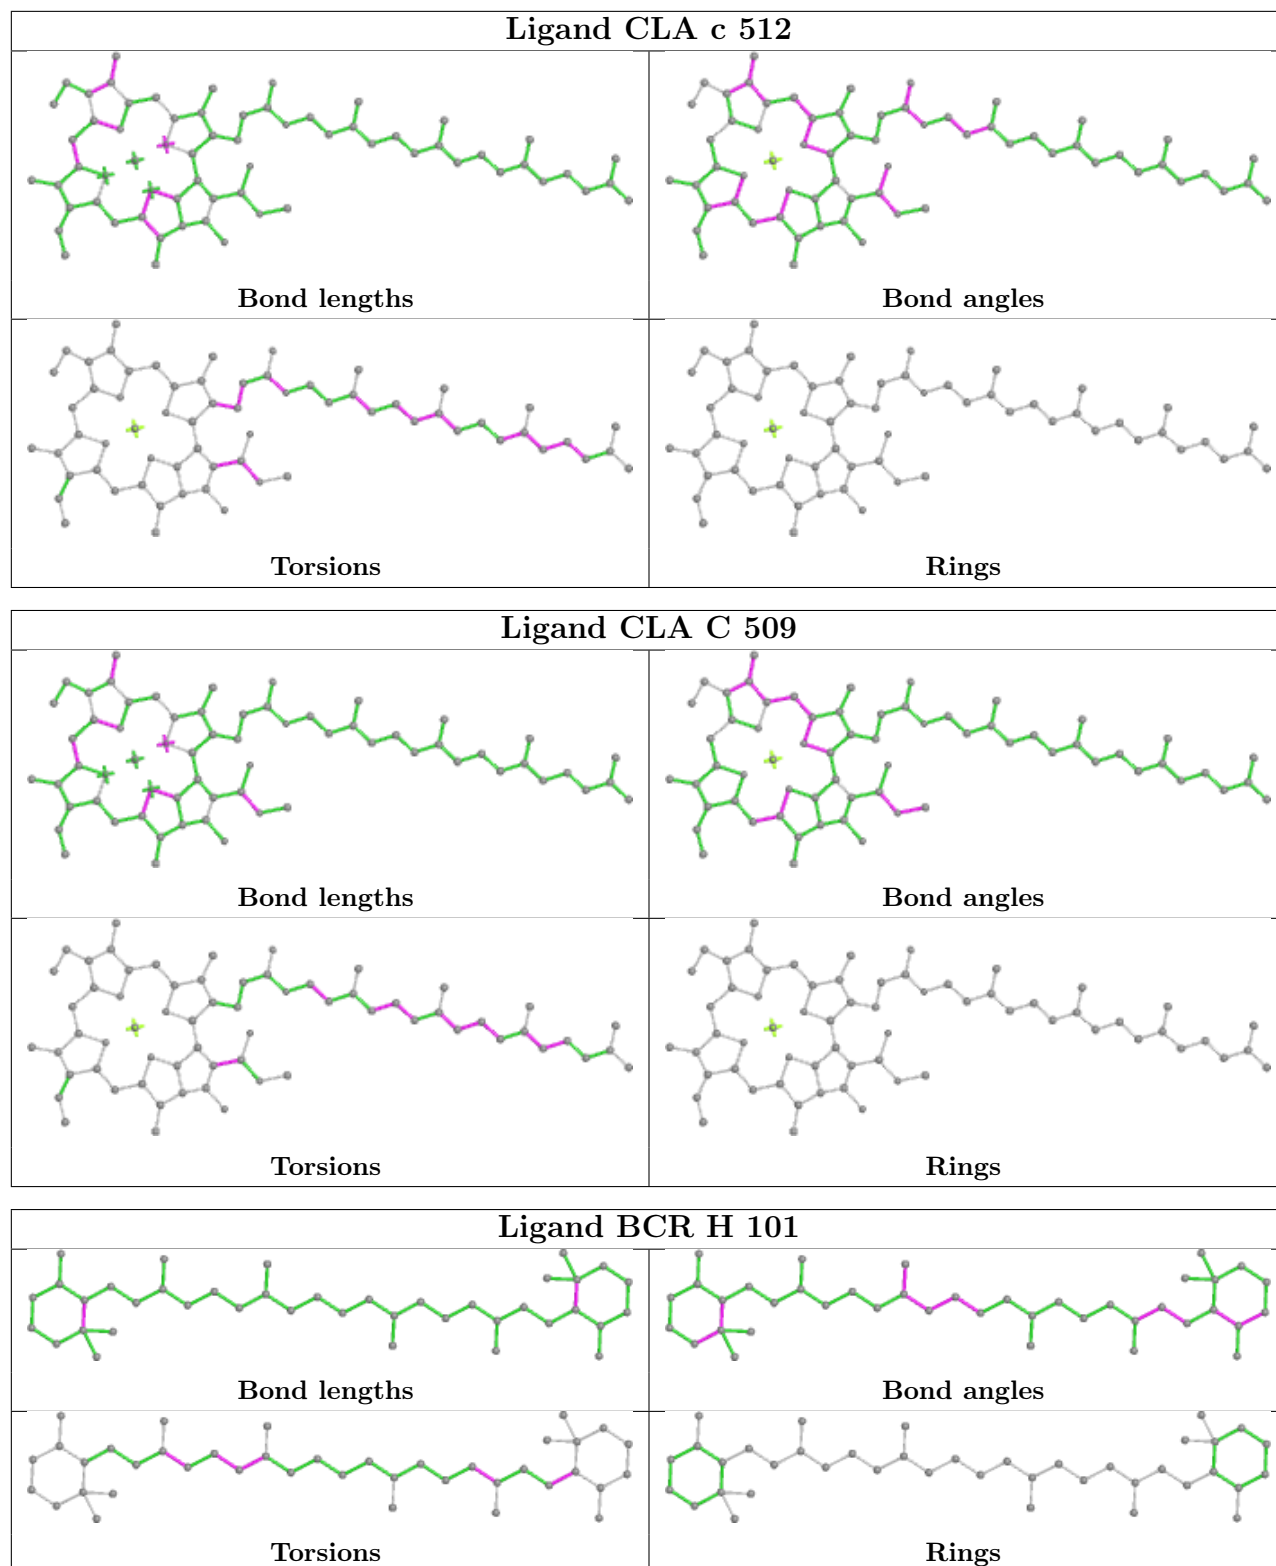 Ligand CLA c 512
Bond lengths
Bond angles
Torsions
Rings
Ligand CLA C 509
Bond lengths
Bond angles
Torsions
Rings
Ligand BCR H 101
Bond lengths
Bond angles
Torsions
Rings